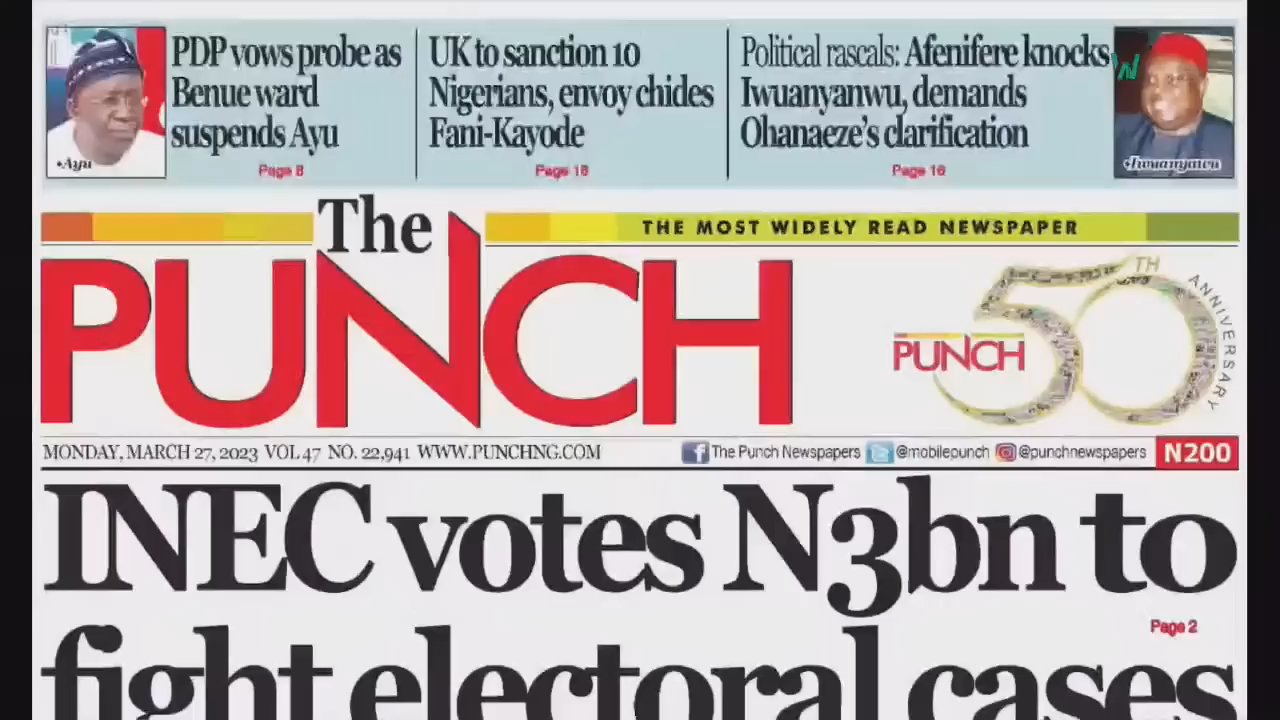 PDP vows probe as
Benue ward
suspends Ayu
Page 8
•Ayu
UK to sanction 10
Nigerians, envoy chides
Fani-Kayode
Page 16
Political rascals: Afenifere knocks
Iwuanyanwu, demands
Ohanaeze's clarification
Page 16
•Iwuanyanwu
The
PUNCH
THE MOST WIDELY READ NEWSPAPER
PUNCH
50TH ANNIVERSARY
MONDAY, MARCH 27, 2023 VOL 47 NO. 22,941 WWW.PUNCHNG.COM
The Punch Newspapers @mobilepunch @punchnewspapers N200
INEC votes N3bn to
Page 2
fight electoral cases